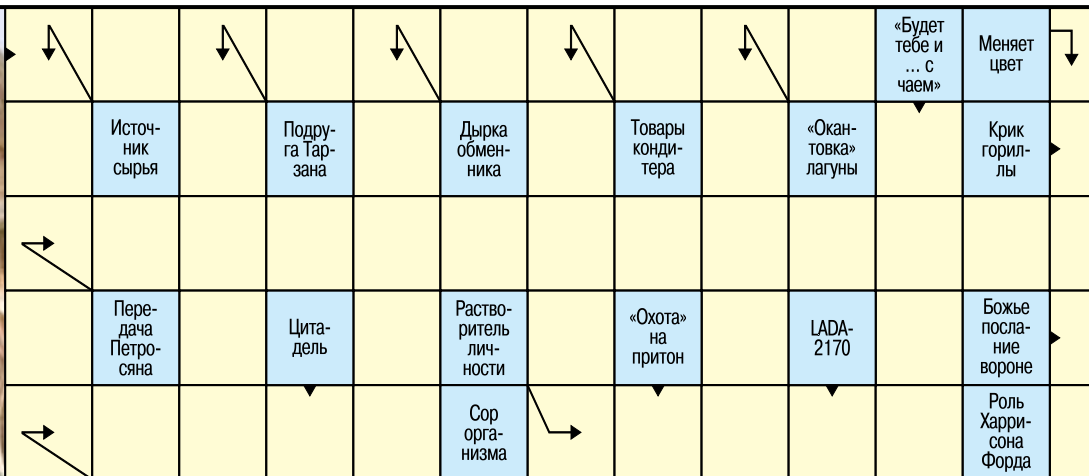 «Будет
тебе и
... с
чаем»
Меняет
цвет
Источ-
ник
сырья
Подру-
га Тар-
зана
Дырка
обмен-
ника
Товары
конди-
тера
«Окан-
товка»
лагуны
Крик
горил-
лы
Пере-
дача
Петро-
сяна
Цита-
дель
Раство-
ритель
лич-
ности
«Охота»
на
притон
LADA-
2170
Божье
посла-
ние
вороне
Сор
орга-
низма
Роль
Харри-
сона
Форда